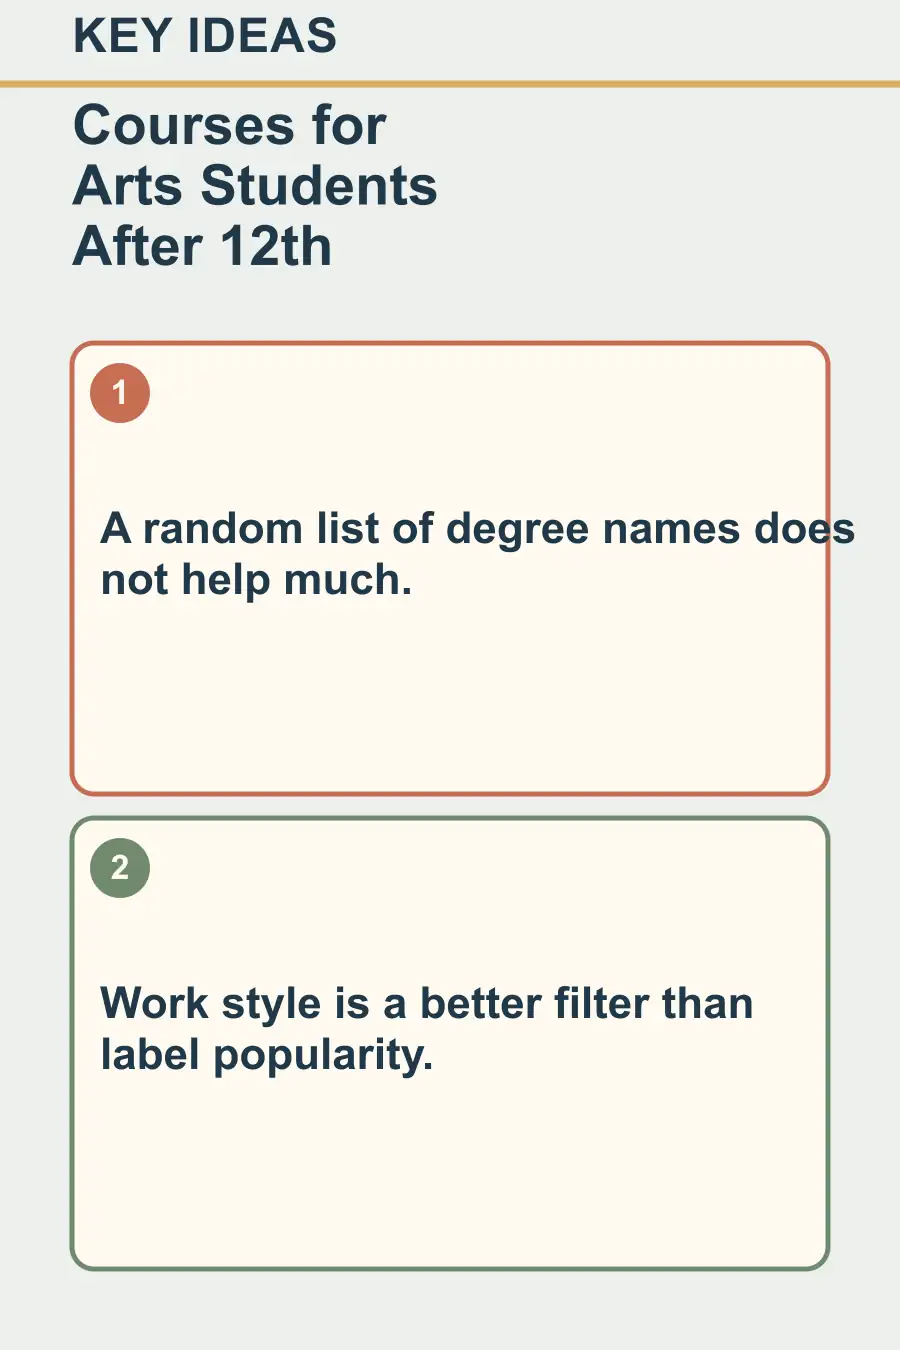 KEY IDEAS
Courses for
Arts Students
After 12th
1
A random list of degree names does
not help much.
2
Work style is a better filter than
label popularity.